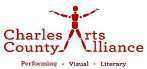 Charles Arts
County Alliance
Performing • Visual • Literary